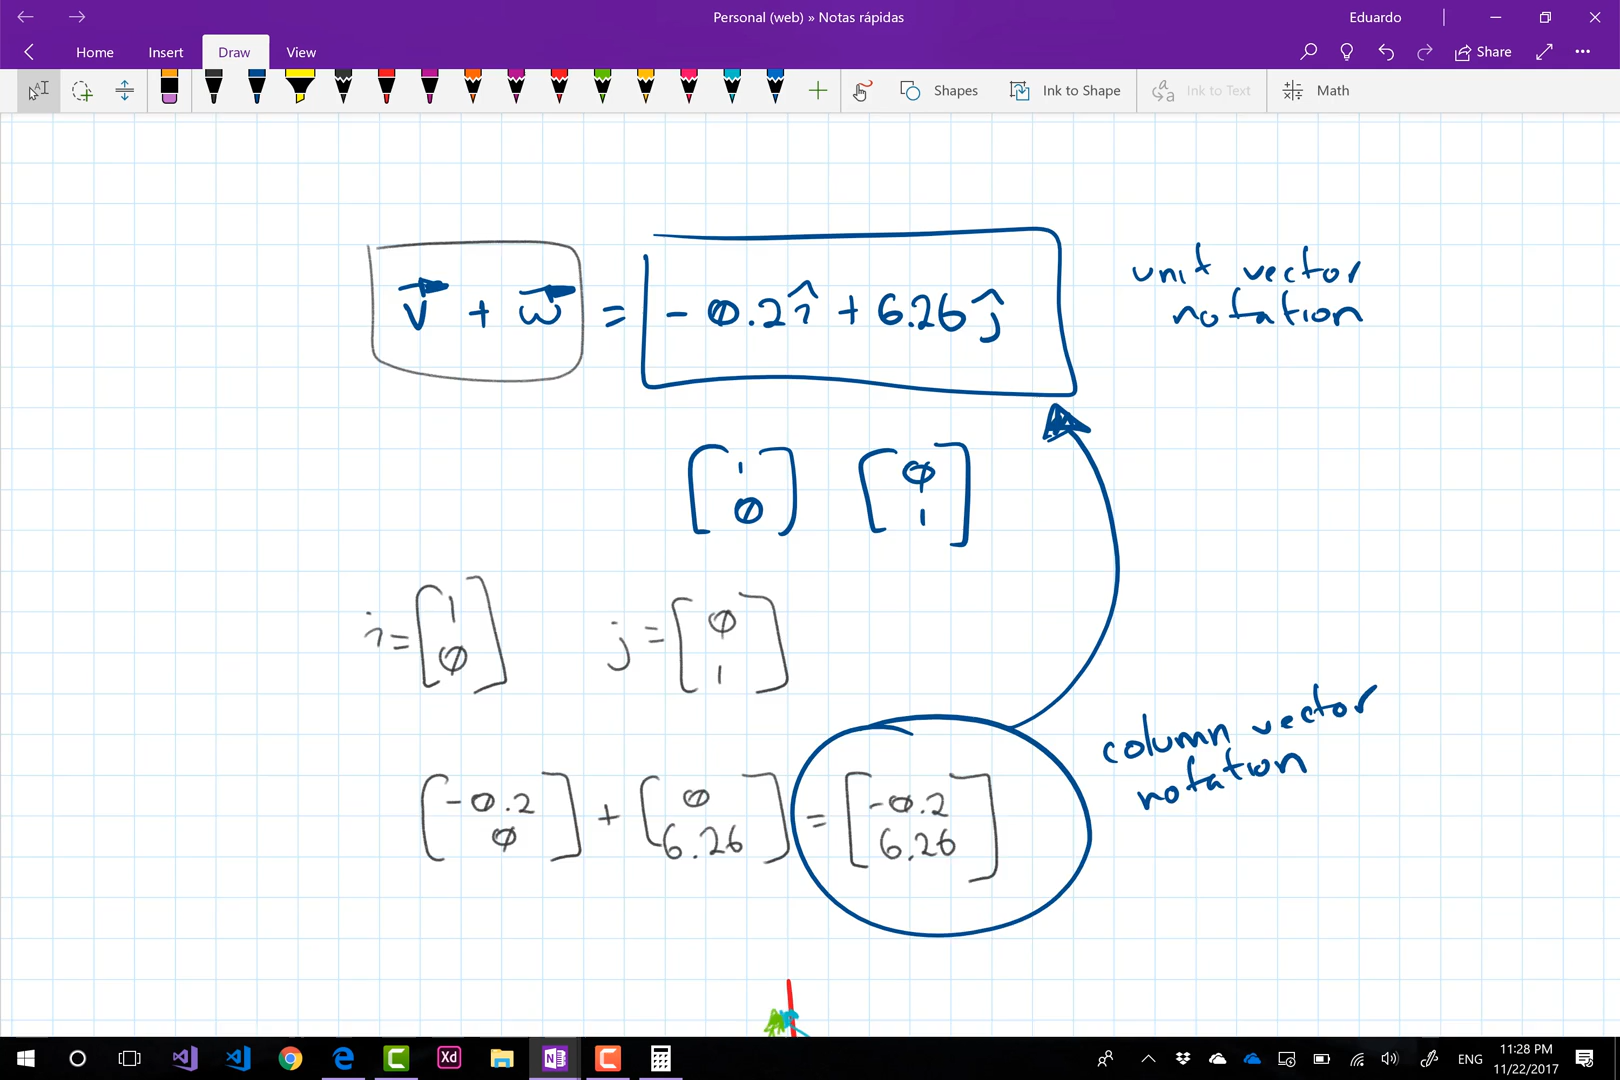 Personal (web) » Notas rápidas
Eduardo
Home Insert Draw View
Share
Shapes Ink to Shape Ink to Text Math
v⃗ + w⃗ = -0.2î + 6.26ĵ
unit vector
notation
[1 [0
0] 1]
i = [1 j = [0
0] 1]
column vector
notation
[-0.2 + [0 = [-0.2
0] 6.26] 6.26]
Xd
N
ENG
11:28 PM
11/22/2017